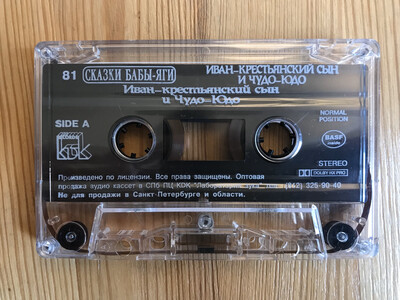 81 СКАЗКИ БАБЫ-ЯГИ
ИВАН-КРЕСТЬЯНСКИЙ СЫН
И ЧУДО-ЮДО
Иван-крестьянский сын
и Чудо-Юдо
SIDE A
NORMAL
POSITION
BASF
STEREO
DOLBY HX PRO
Произведено по лицензии. Все права защищены. Оптовая
продажа аудио кассет в СПб ПЦ КДК-"Лаборатория (812) 325-90-49
Не для продажи в Санкт-Петербурге и области.